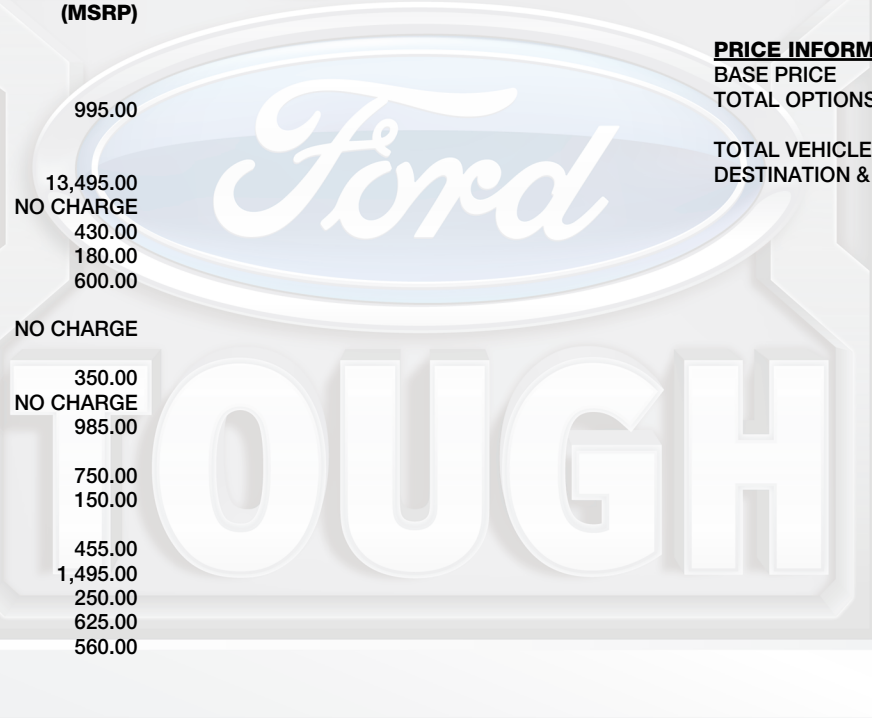 (MSRP)
995.00
13,495.00
NO CHARGE
430.00
180.00
600.00
NO CHARGE
350.00
NO CHARGE
985.00
750.00
150.00
455.00
1,495.00
250.00
625.00
560.00
PRICE INFORM
BASE PRICE
TOTAL OPTIONS
TOTAL VEHICLE
DESTINATION &
Ford
TOUGH